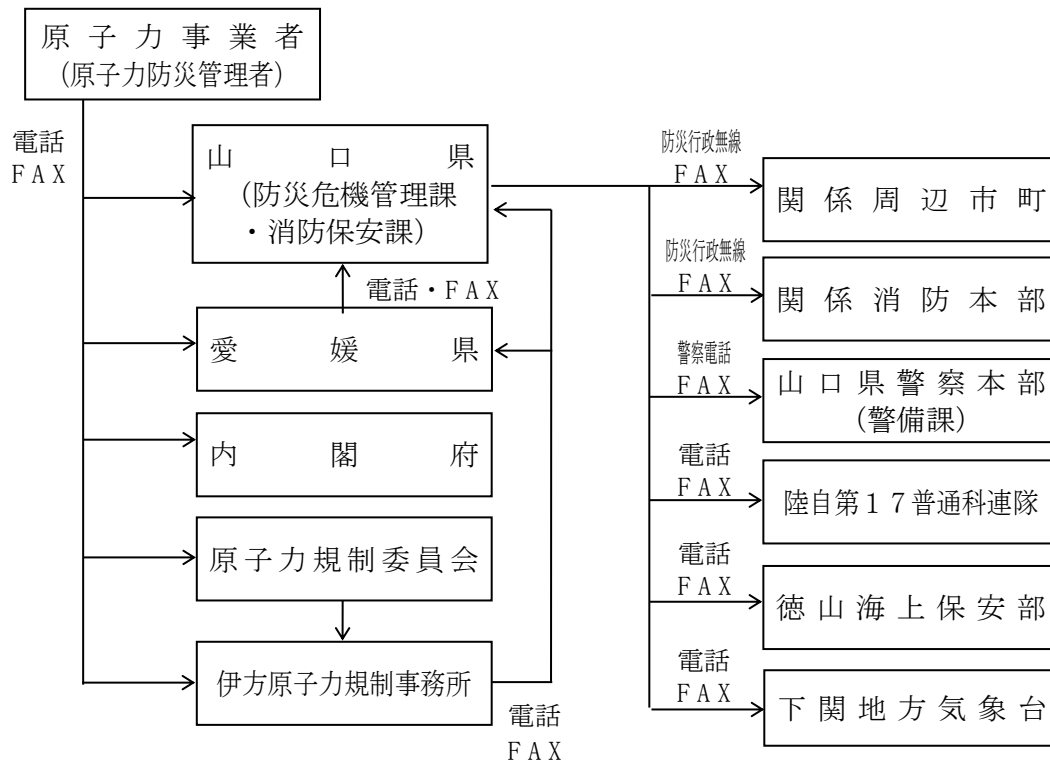 原子力事業者
(原子力防災管理者)
電話
FAX
山口県
(防災危機管理課
・消防保安課)
電話・FAX
愛媛県
内閣府
原子力規制委員会
伊方原子力規制事務所
電話
FAX
防災行政無線
FAX
関係周辺市町
防災行政無線
FAX
関係消防本部
警察電話
FAX
山口県警察本部
(警備課)
電話
FAX
陸自第17普通科連隊
電話
FAX
徳山海上保安部
電話
FAX
下関地方気象台